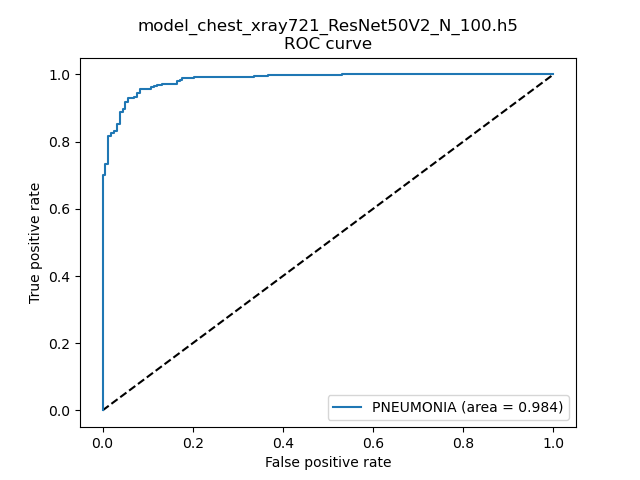 model_chest_xray721_ResNet50V2_N_100.h5
ROC curve
1.0
0.8
0.6
0.4
0.2
0.0
True positive rate
PNEUMONIA (area = 0.984)
0.0 0.2 0.4 0.6 0.8 1.0
False positive rate